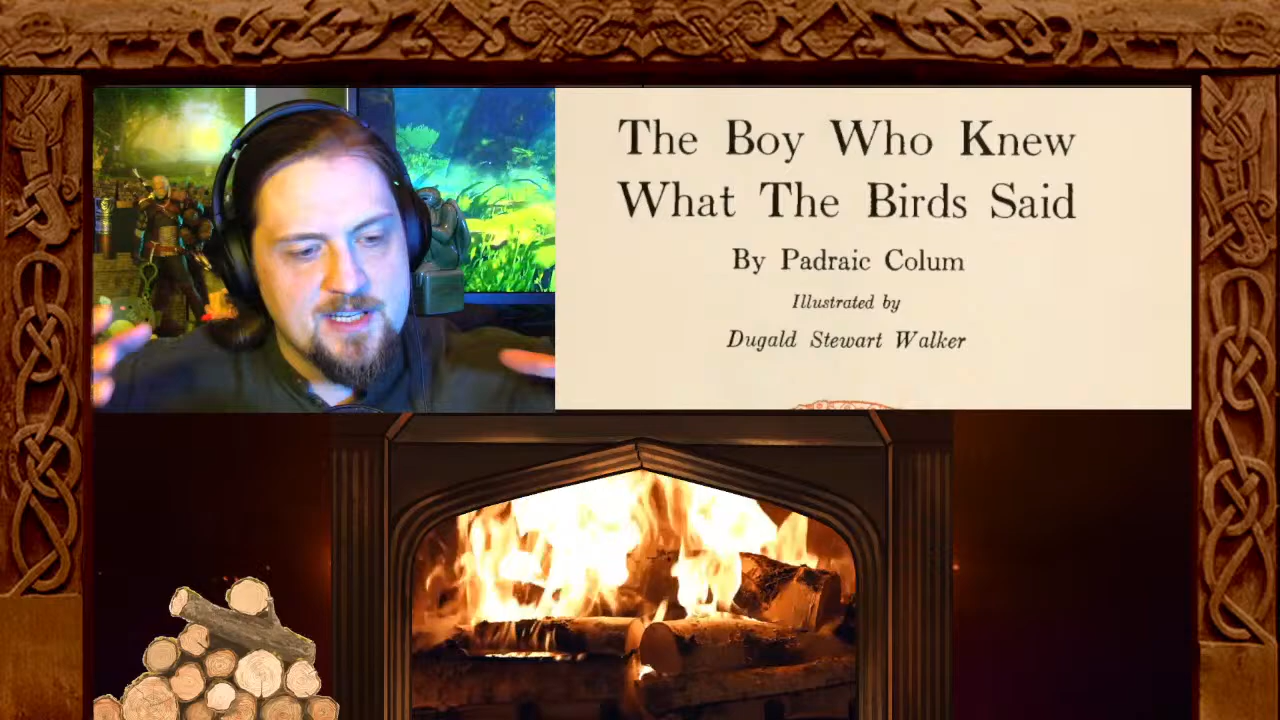 The Boy Who Knew
What The Birds Said
By Padraic Colum
Illustrated by
Dugald Stewart Walker